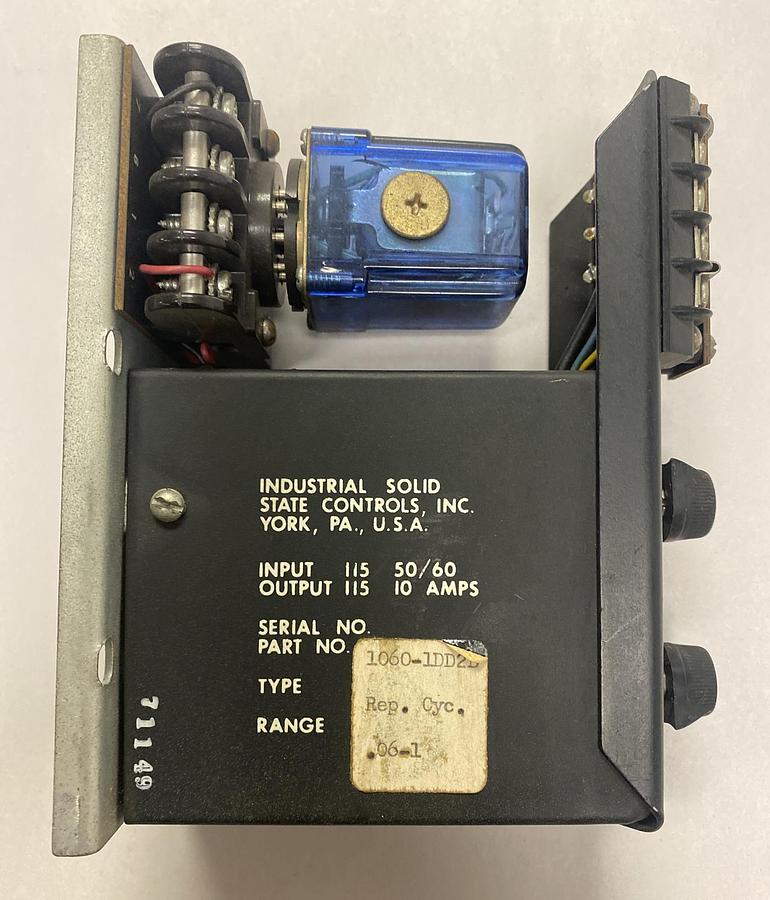 INDUSTRIAL SOLID
STATE CONTROLS, INC.
YORK, PA., U.S.A.
INPUT 115 50/60
OUTPUT 115 10 AMPS
SERIAL NO.
PART NO.
1060-1DD2D
TYPE
Rep. Cyc.
RANGE
.06-1
71149